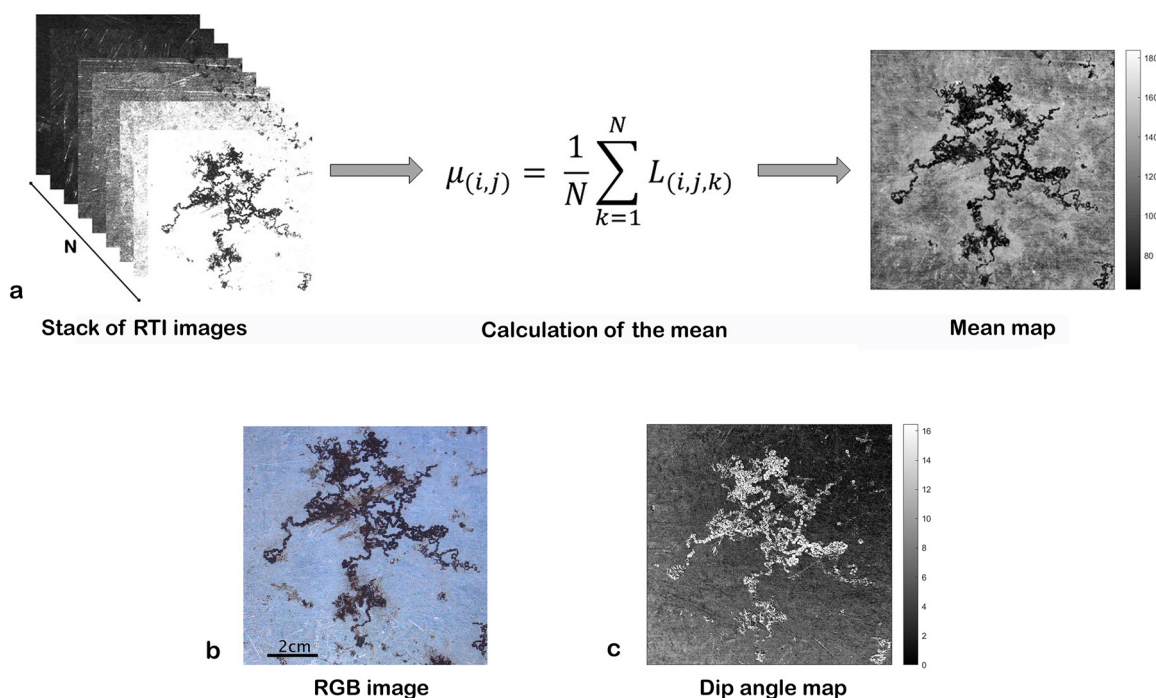 N
a
μ(i,j) = 1/N ∑_{k=1}^{N} L(i,j,k)
180
160
140
120
100
80
Stack of RTI images
Calculation of the mean
Mean map
b
2cm
RGB image
c
16
14
12
10
8
6
4
2
0
Dip angle map